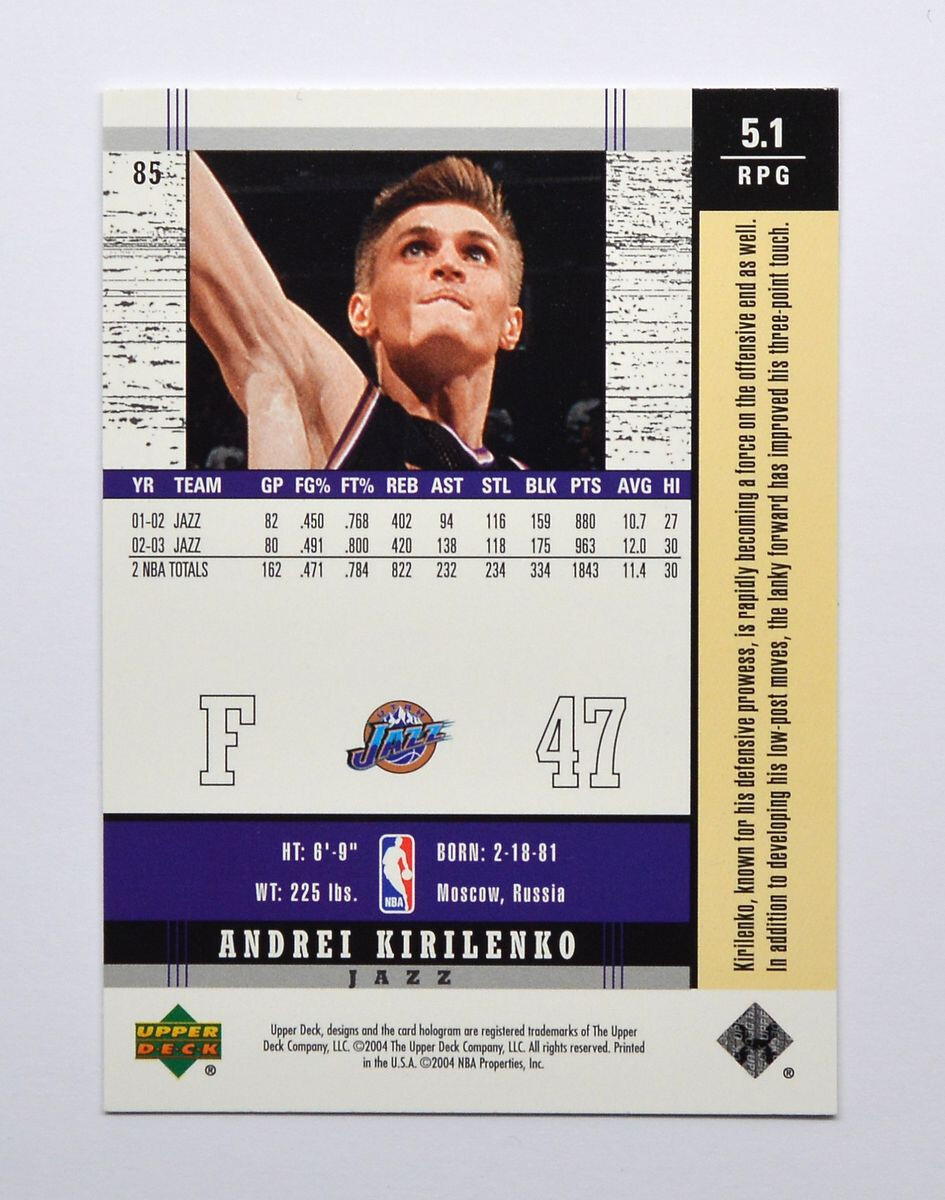 85
5.1
RPG
YR TEAM GP FG% FT% REB AST STL BLK PTS AVG HI
01-02 JAZZ 82 .450 .768 402 94 116 159 880 10.7 27
02-03 JAZZ 80 .491 .800 420 138 118 175 963 12.0 30
2 NBA TOTALS 162 .471 .784 822 232 234 334 1843 11.4 30
Kirilenko, known for his defensive prowess, is rapidly becoming a force on the offensive end as well.
In addition to developing his low-post moves, the lanky forward has improved his three-point touch.
F
UTAH
JAZZ
47
HT: 6'-9"
WT: 225 lbs.
NBA
BORN: 2-18-81
Moscow, Russia
ANDREI KIRILENKO
JAZZ
UPPER
DECK
®
Upper Deck, designs and the card hologram are registered trademarks of The Upper
Deck Company, LLC. ©2004 The Upper Deck Company, LLC. All rights reserved. Printed
in the U.S.A. ©2004 NBA Properties, Inc.
®